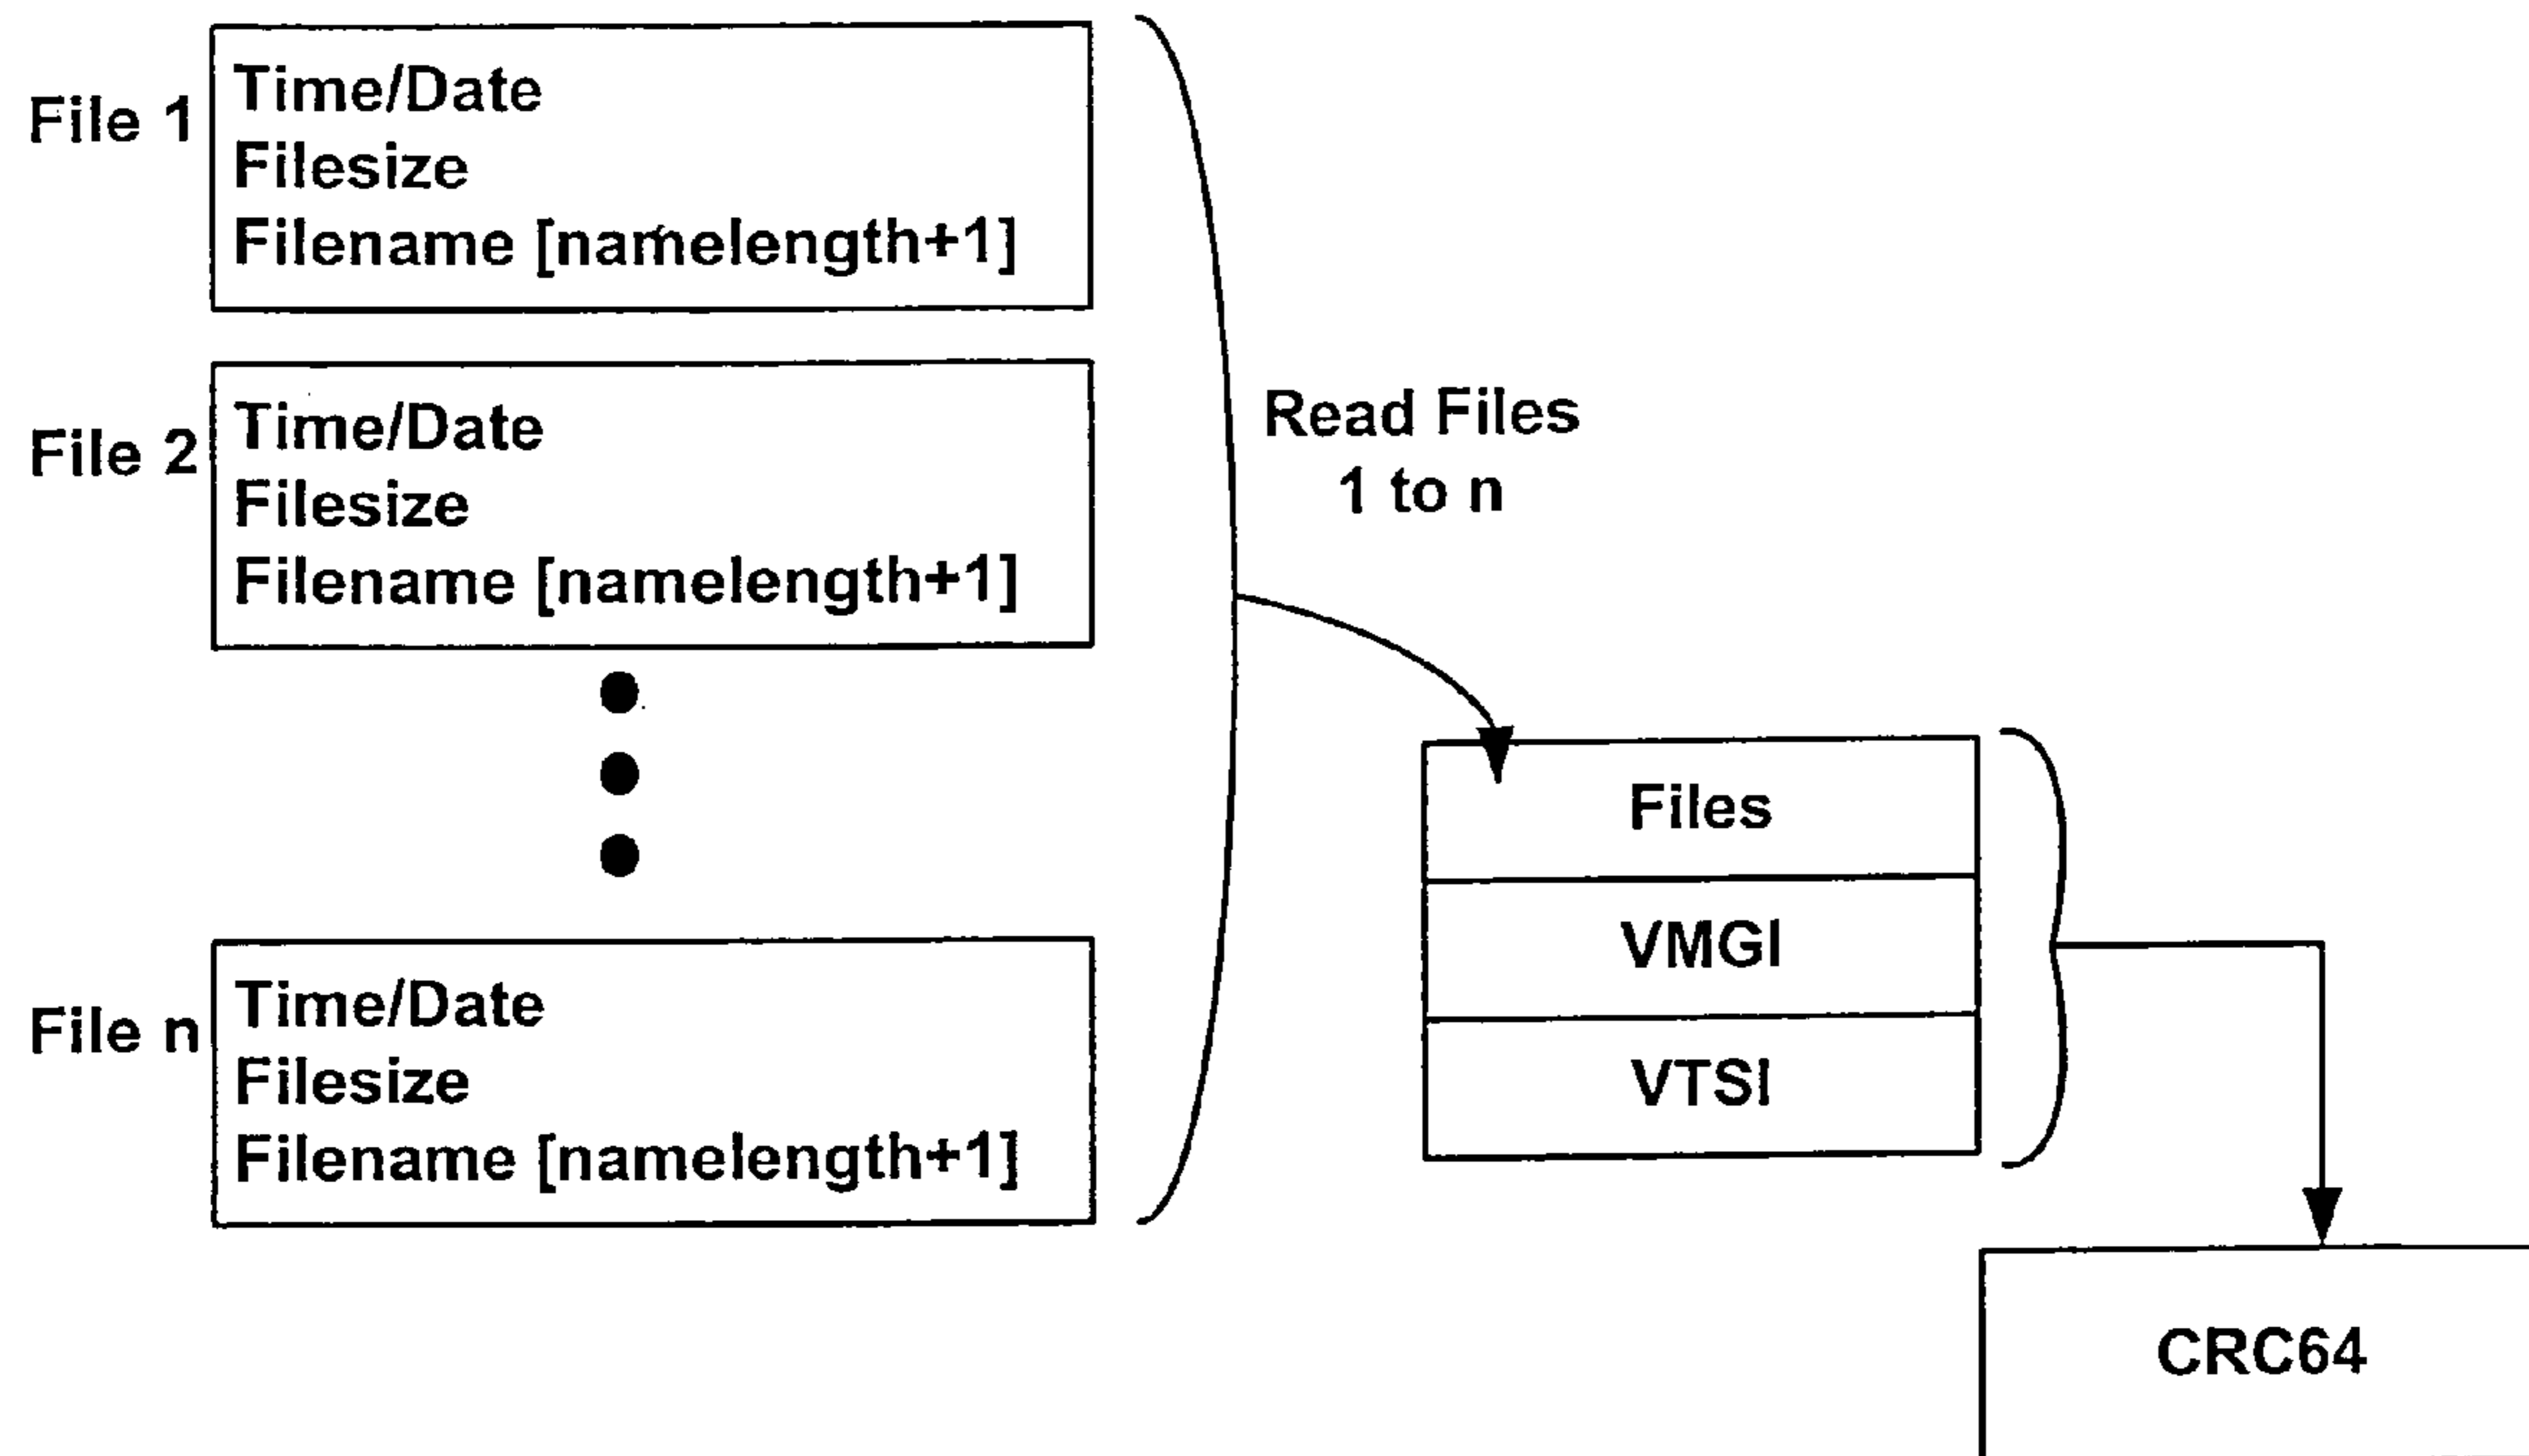 File 1
Time/Date
Filesize
Filename [namelength+1]
File 2
Time/Date
Filesize
Filename [namelength+1]
Read Files
1 to n
File n
Time/Date
Filesize
Filename [namelength+1]
Files
VMGI
VTSI
CRC64